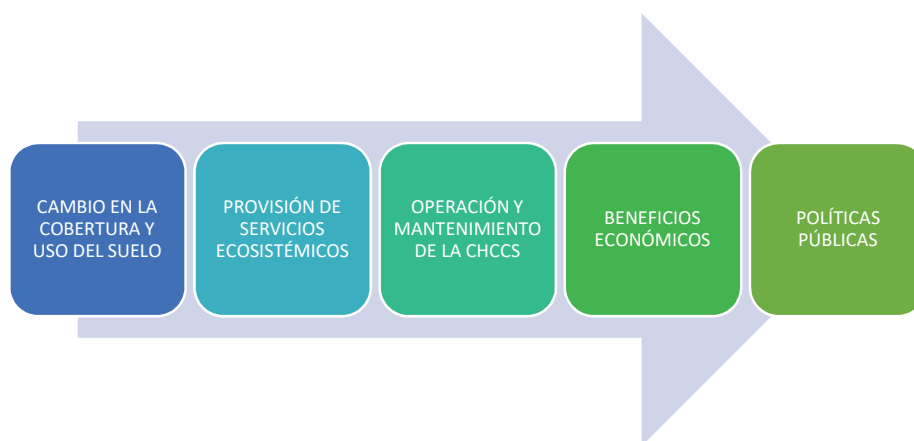 CAMBIO EN LA
COBERTURA Y
USO DEL SUELO
PROVISIÓN DE
SERVICIOS
ECOSISTÉMICOS
OPERACIÓN Y
MANTENIMIENTO
DE LA CHCCS
BENEFICIOS
ECONÓMICOS
POLÍTICAS
PÚBLICAS